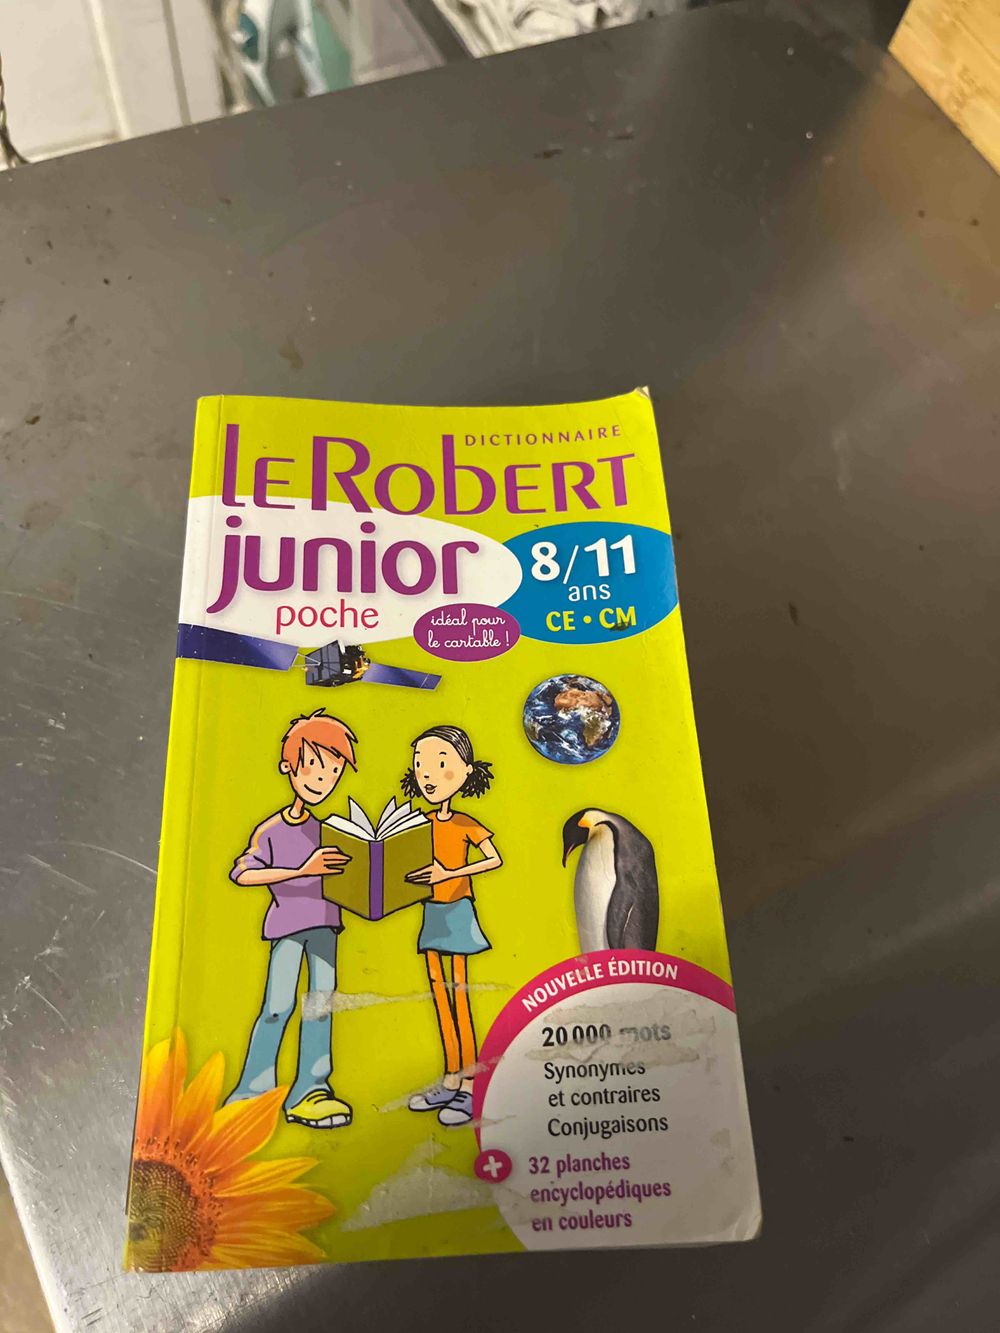 DICTIONNAIRE
LE ROBERT
junior
poche
idéal pour
le cartable !
8/11
ans
CE • CM
NOUVELLE ÉDITION
20 000 mots
Synonymes
et contraires
Conjugaisons
+ 32 planches
encyclopédiques
en couleurs